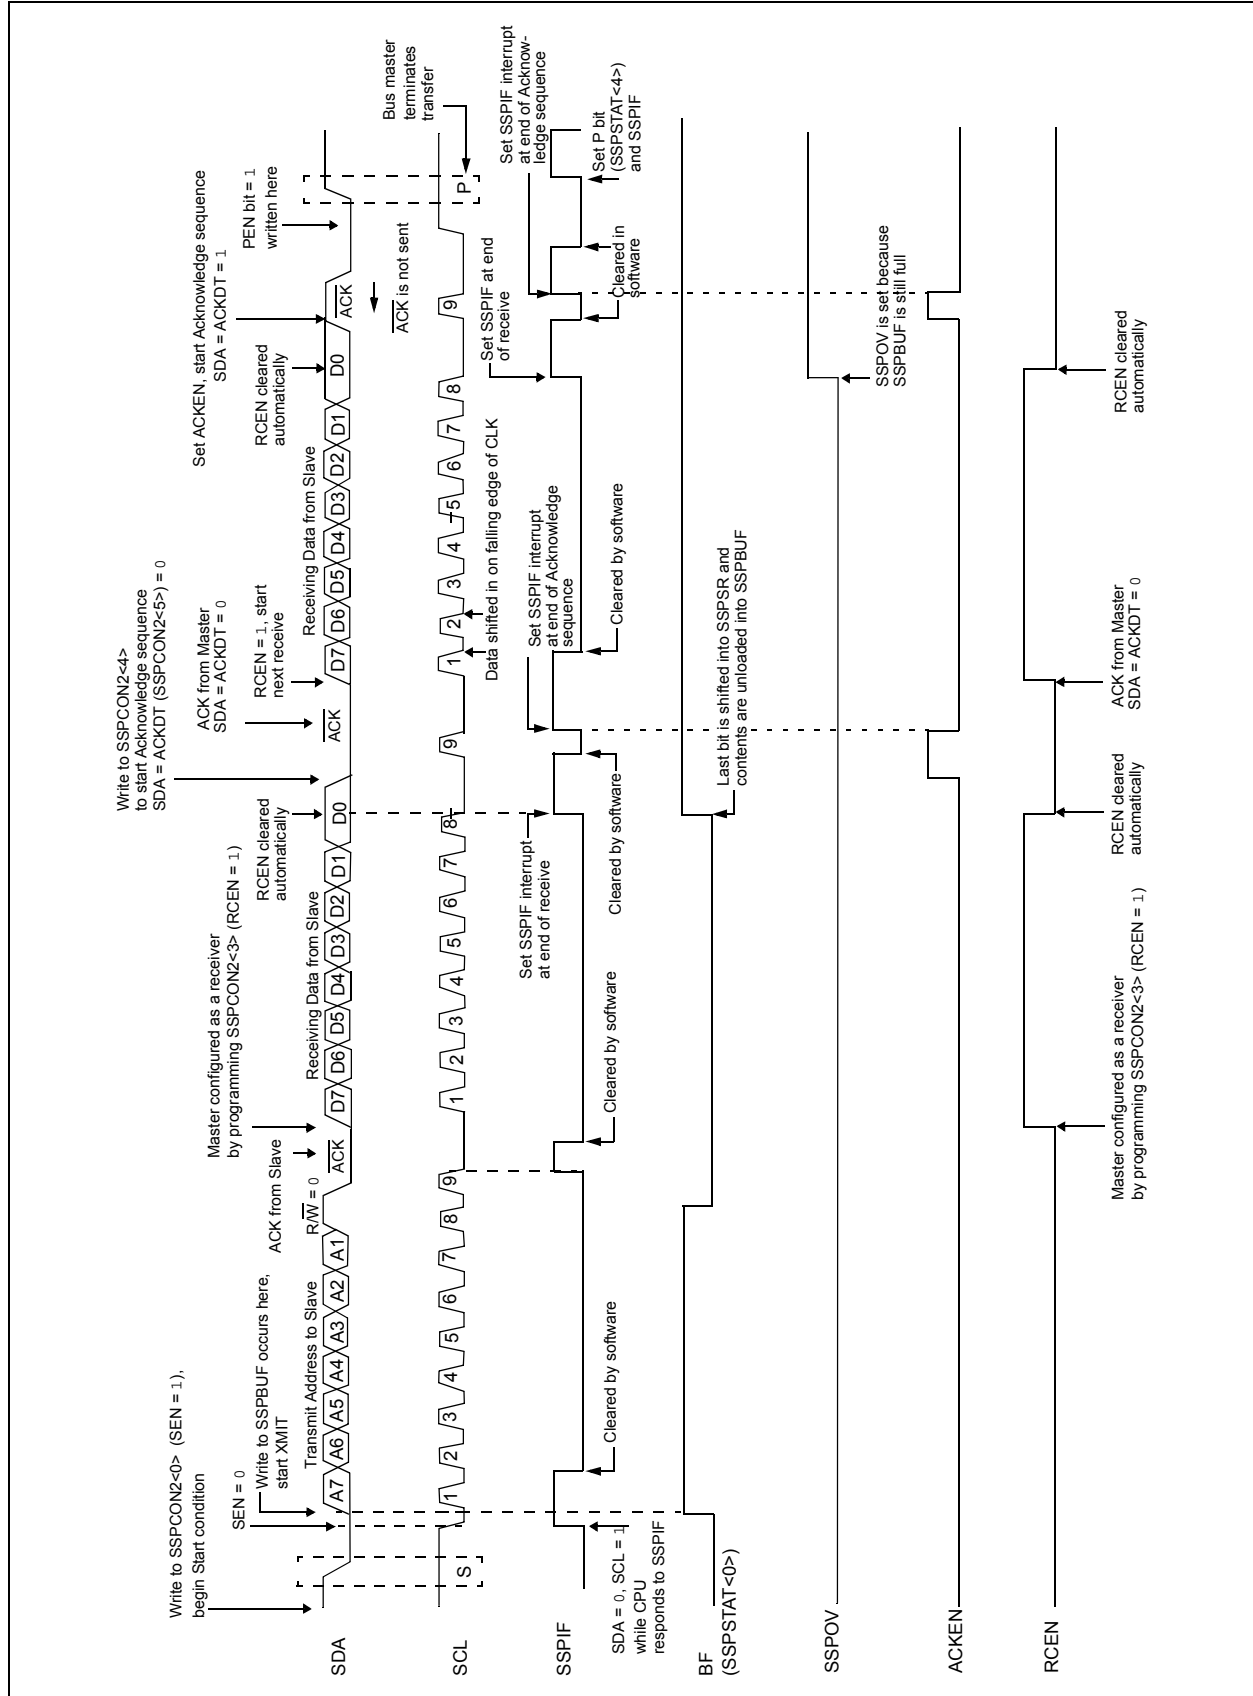 Write to SSPCON2<0> (SEN = 1),
begin Start condition
SEN = 0
Write to SSPBUF occurs here,
start XMIT
ACK from Slave
Master configured as a receiver
by programming SSPCON2<3> (RCEN = 1)
RCEN cleared
automatically
Write to SSPCON2<4>
to start Acknowledge sequence
SDA = ACKDT (SSPCON2<5>) = 0
ACK from Master
SDA = ACKDT = 0
RCEN = 1, start
next receive
RCEN cleared
automatically
Set ACKEN, start Acknowledge sequence
SDA = ACKDT = 1
PEN bit = 1
written here
Transmit Address to Slave
R/W = 0
Receiving Data from Slave
Receiving Data from Slave
SDA
A7 A6 A5 A4 A3 A2 A1
ACK
D7 D6 D5 D4 D3 D2 D1 D0
ACK
D7 D6 D5 D4 D3 D2 D1 D0
ACK
ACK is not sent
Bus master
terminates
transfer
SCL
S
1 2 3 4 5 6 7 8 9
1 2 3 4 5 6 7 8
9
1 2 3 4 5 6 7 8
9
P
Data shifted in on falling edge of CLK
Set SSPIF interrupt
at end of receive
Set SSPIF interrupt
at end of Acknowledge
sequence
Set SSPIF at end
of receive
Set SSPIF interrupt
at end of Acknow-
ledge sequence
SSPIF
SDA = 0, SCL = 1
while CPU
responds to SSPIF
Cleared by software
Cleared by software
Cleared by software
Cleared by software
Cleared in
software
Set P bit
(SSPSTAT<4>)
and SSPIF
BF
(SSPSTAT<0>)
Last bit is shifted into SSPSR and
contents are unloaded into SSPBUF
SSPOV
SSPOV is set because
SSPBUF is still full
ACKEN
RCEN
Master configured as a receiver
by programming SSPCON2<3> (RCEN = 1)
RCEN cleared
automatically
ACK from Master
SDA = ACKDT = 0
RCEN cleared
automatically